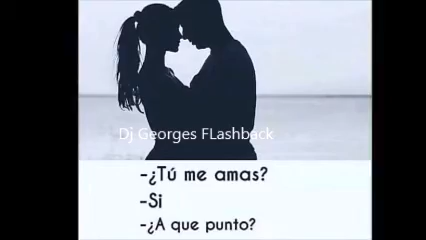 Dj Georges FLashback
-¿Tú me amas?
-Si
-¿A que punto?